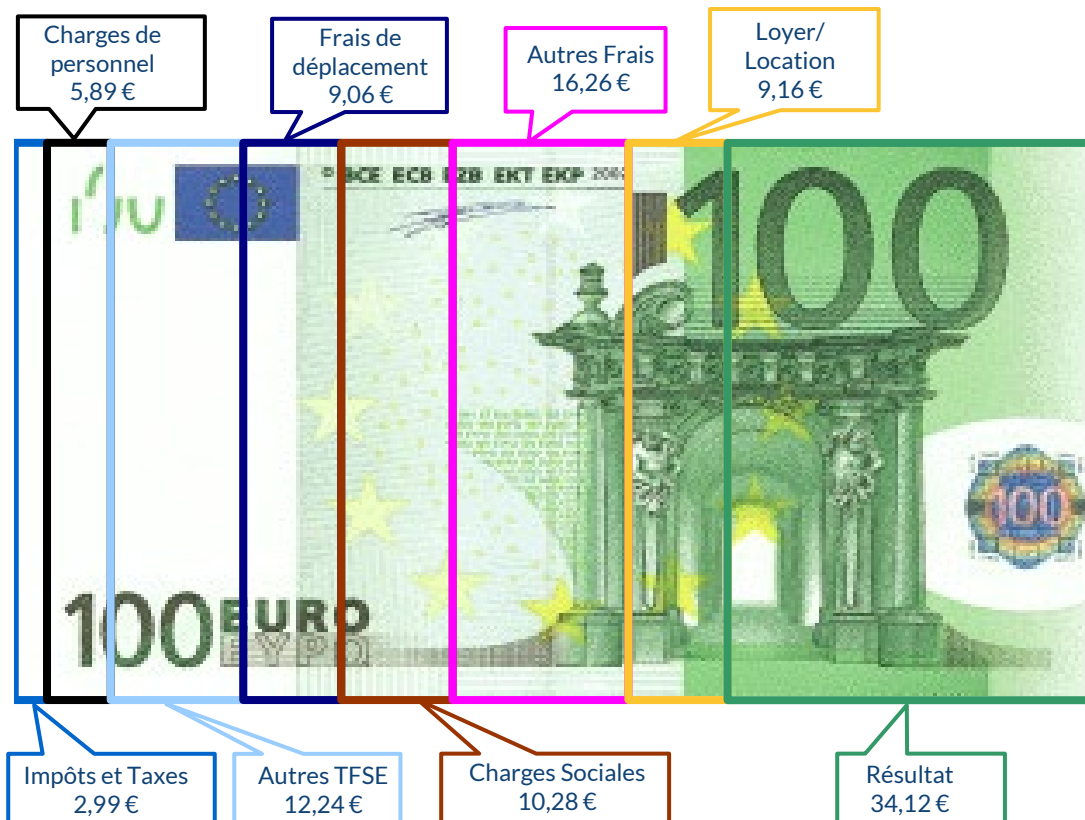 Charges de
personnel
5,89 €
Frais de
déplacement
9,06 €
Autres Frais
16,26 €
Loyer/
Location
9,16 €
BCE ECB EZB EKT EKP 2002
100
100 EURO
ΕΥΡΩ
100
Impôts et Taxes
2,99 €
Autres TFSE
12,24 €
Charges Sociales
10,28 €
Résultat
34,12 €